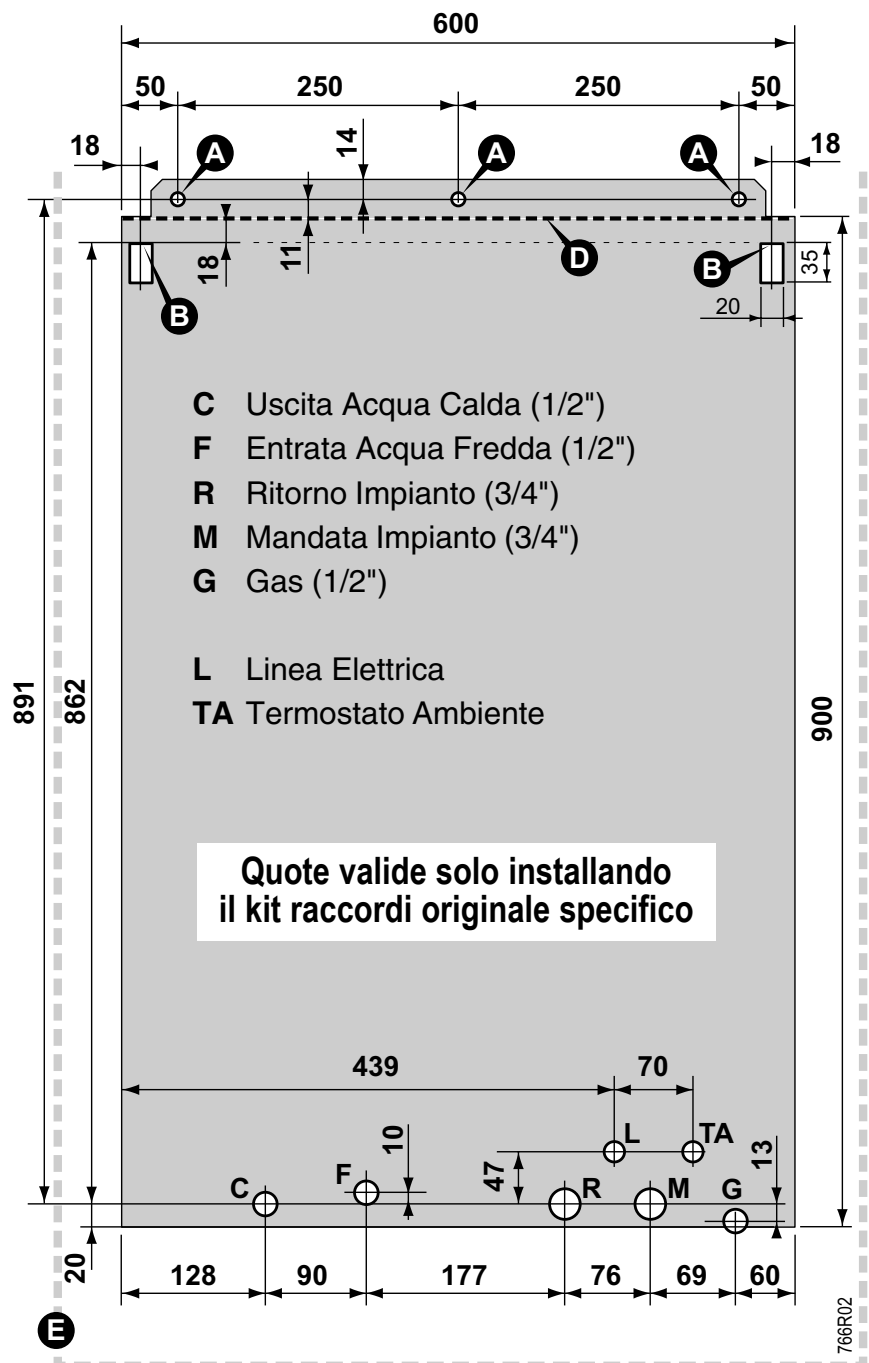 600
50 250 250 50
18 A 14 A A 18
11 18 D B 35
B 20
C Uscita Acqua Calda (1/2")
F Entrata Acqua Fredda (1/2")
R Ritorno Impianto (3/4")
M Mandata Impianto (3/4")
G Gas (1/2")
L Linea Elettrica
TA Termostato Ambiente
891 862 900
Quote valide solo installando
il kit raccordi originale specifico
439 70
L TA
10 47 13
C F R M G
20
128 90 177 76 69 60
E
766R02